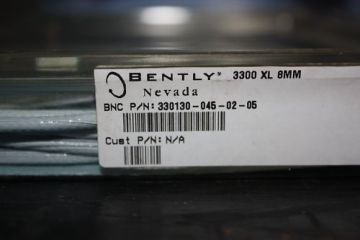 BENTLY® 3300 XL 8MM
Nevada
BNC P/N: 330130-045-02-05
Cust P/N: N/A